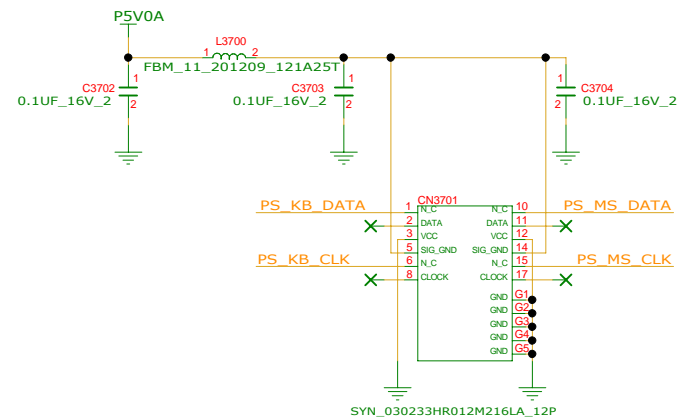 P5V0A
L3700
1 2
FBM_11_201209_121A25T
C3702 1
0.1UF_16V_2 2
C3703 1
0.1UF_16V_2 2
1 C3704
2 0.1UF_16V_2
CN3701
PS_KB_DATA 1 N_C N_C 10 PS_MS_DATA
2 DATA DATA 11
3 VCC VCC 12
5 SIG_GND SIG_GND 14
PS_KB_CLK 6 N_C N_C 15 PS_MS_CLK
8 CLOCK CLOCK 17
GND G1
GND G2
GND G3
GND G4
GND G5
SYN_030233HR012M216LA_12P